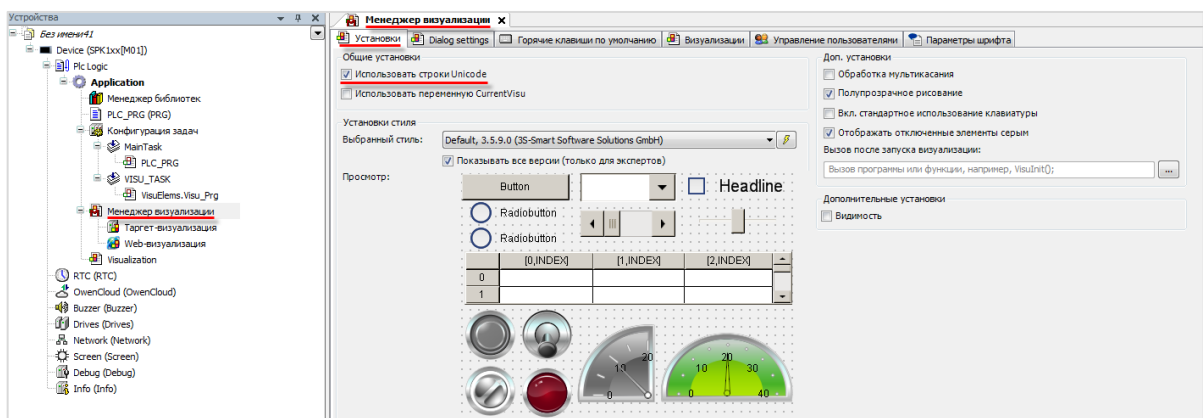 Устройства
Без имени41
Device (SPK1xx[M01])
Plc Logic
Application
Менеджер библиотек
PLC_PRG (PRG)
Конфигурация задач
MainTask
PLC_PRG
VISU_TASK
VisuElems.Visu_Prg
Менеджер визуализации
Таргет-визуализация
Web-визуализация
Visualization
RTC (RTC)
OwenCloud (OwenCloud)
Buzzer (Buzzer)
Drives (Drives)
Network (Network)
Screen (Screen)
Debug (Debug)
Info (Info)
Менеджер визуализации
Установки Dialog settings Горячие клавиши по умолчанию Визуализации Управление пользователями Параметры шрифта
Общие установки
Использовать строки Unicode
Использовать переменную CurrentVisu
Установки стиля
Выбранный стиль: Default, 3.5.9.0 (3S-Smart Software Solutions GmbH)
Показывать все версии (только для экспертов)
Просмотр:
Button Headline
Radiobutton
Radiobutton
[0,INDEX] [1,INDEX] [2,INDEX]
0
1
0 10 20
0 10 20 30 40
Доп. установки
Обработка мультикасания
Полупрозрачное рисование
Вкл. стандартное использование клавиатуры
Отображать отключенные элементы серым
Вызов после запуска визуализации:
Вызов программы или функции, например, VisuInit();
...
Дополнительные установки
Видимость